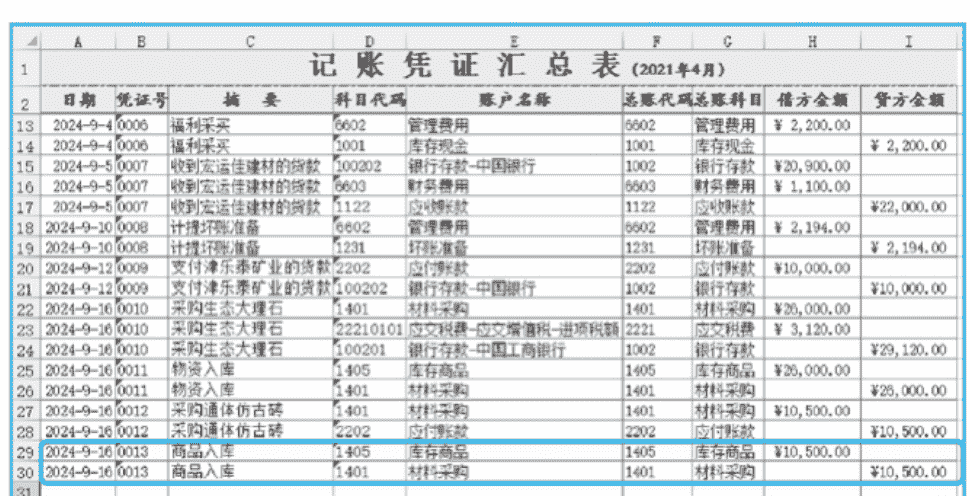 A B C D E F G H I
1 记 账 凭 证 汇 总 表 (2021年4月)
2 日期 凭证号 摘 要 科目代码 账户名称 总账代码 总账科目 借方金额 贷方金额
13 2024-9-4 0006 福利采买 6602 管理费用 6602 管理费用 ¥ 2,200.00
14 2024-9-4 0006 福利采买 1001 库存现金 1001 库存现金 ¥ 2,200.00
15 2024-9-5 0007 收到宏运佳建材的货款 100202 银行存款-中国银行 1002 银行存款 ¥20,900.00
16 2024-9-5 0007 收到宏运佳建材的货款 6603 财务费用 6603 财务费用 ¥ 1,100.00
17 2024-9-5 0007 收到宏运佳建材的货款 1122 应收账款 1122 应收账款 ¥22,000.00
18 2024-9-10 0008 计提坏账准备 6602 管理费用 6602 管理费用 ¥ 2,194.00
19 2024-9-10 0008 计提坏账准备 1231 坏账准备 1231 坏账准备 ¥ 2,194.00
20 2024-9-12 0009 支付津乐泰矿业的货款 2202 应付账款 2202 应付账款 ¥10,000.00
21 2024-9-12 0009 支付津乐泰矿业的货款 100202 银行存款-中国银行 1002 银行存款 ¥10,000.00
22 2024-9-16 0010 采购生态大理石 1401 材料采购 1401 材料采购 ¥26,000.00
23 2024-9-16 0010 采购生态大理石 22210101 应交税费-应交增值税-进项税额 2221 应交税费 ¥ 3,120.00
24 2024-9-16 0010 采购生态大理石 100201 银行存款-中国工商银行 1002 银行存款 ¥29,120.00
25 2024-9-16 0011 物资入库 1405 库存商品 1405 库存商品 ¥26,000.00
26 2024-9-16 0011 物资入库 1401 材料采购 1401 材料采购 ¥26,000.00
27 2024-9-16 0012 采购通体仿古砖 1401 材料采购 1401 材料采购 ¥10,500.00
28 2024-9-16 0012 采购通体仿古砖 2202 应付账款 2202 应付账款 ¥10,500.00
29 2024-9-16 0013 商品入库 1405 库存商品 1405 库存商品 ¥10,500.00
30 2024-9-16 0013 商品入库 1401 材料采购 1401 材料采购 ¥10,500.00
31